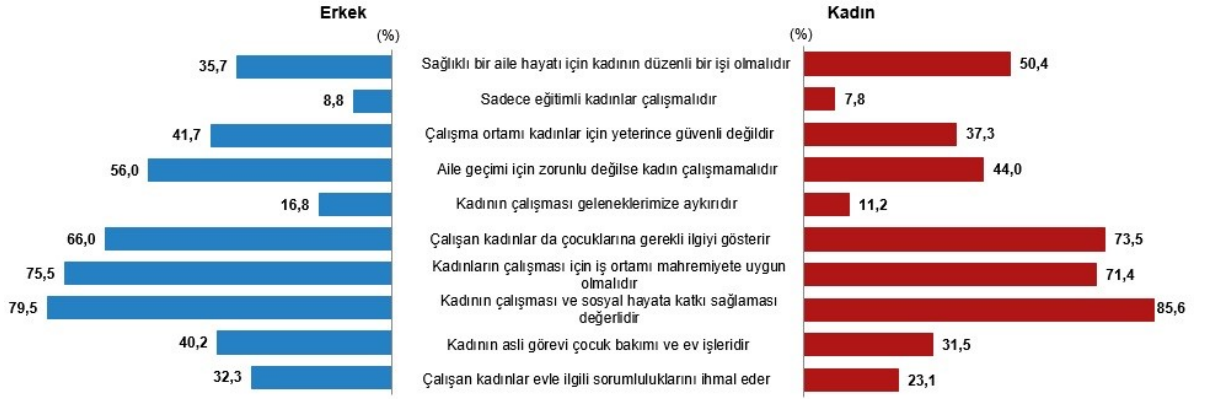 Erkek Kadın
(%) (%)
35,7 Sağlıklı bir aile hayatı için kadının düzenli bir işi olmalıdır 50,4
8,8 Sadece eğitimli kadınlar çalışmalıdır 7,8
41,7 Çalışma ortamı kadınlar için yeterince güvenli değildir 37,3
56,0 Aile geçimi için zorunlu değilse kadın çalışmamalıdır 44,0
16,8 Kadının çalışması geleneklerimize aykırıdır 11,2
66,0 Çalışan kadınlar da çocuklarına gerekli ilgiyi gösterir 73,5
75,5 Kadınların çalışması için iş ortamı mahremiyete uygun 71,4
olmalıdır
79,5 Kadının çalışması ve sosyal hayata katkı sağlaması 85,6
değerlidir
40,2 Kadının asli görevi çocuk bakımı ve ev işleridir 31,5
32,3 Çalışan kadınlar evle ilgili sorumluluklarını ihmal eder 23,1